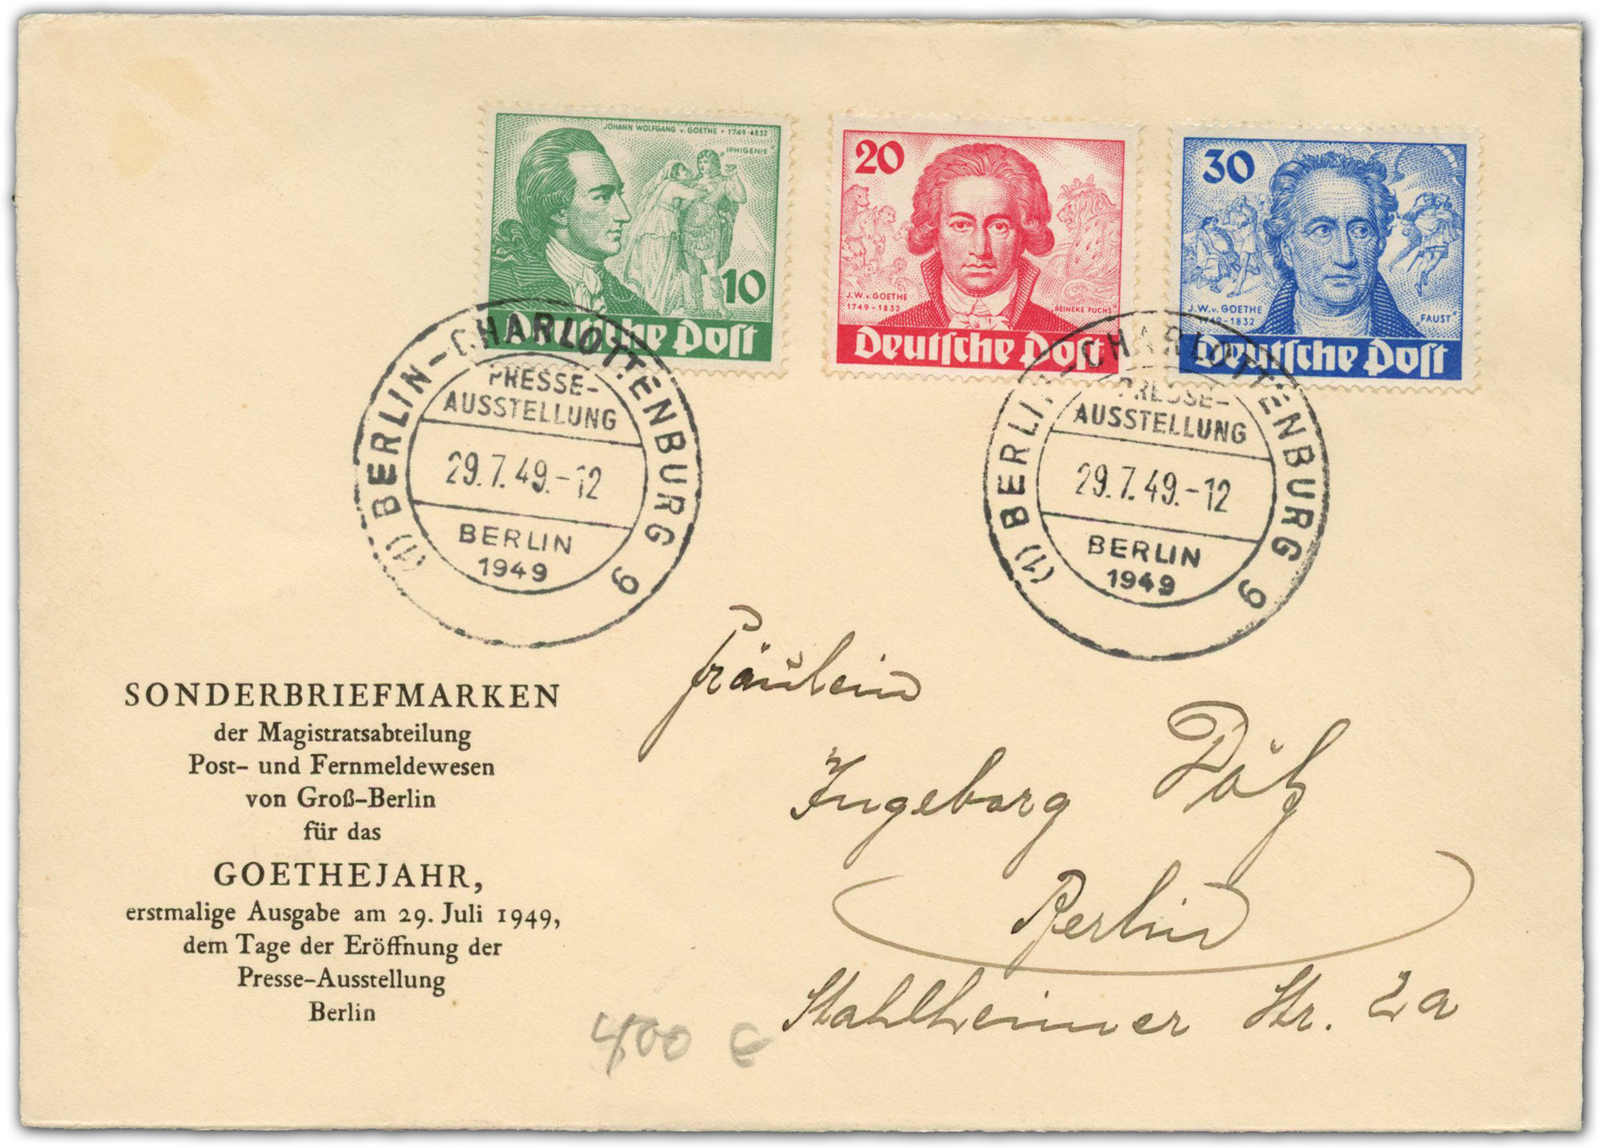 JOHANN WOLFGANG v. GOETHE · 1749-1832
„IPHIGENIE“
10
Deutsche Post
20
J.W.v. GOETHE
1749-1832
REINEKE FUCHS
Deutsche Post
30
J.W.v. GOETHE
1749-1832
„FAUST“
Deutsche Post
(1) BERLIN-CHARLOTTENBURG 9
PRESSE-
AUSSTELLUNG
29.7.49.-12
BERLIN
1949
(1) BERLIN-CHARLOTTENBURG 9
PRESSE-
AUSSTELLUNG
29.7.49.-12
BERLIN
1949
SONDERBRIEFMARKEN
der Magistratsabteilung
Post- und Fernmeldewesen
von Groß-Berlin
für das
GOETHEJAHR,
erstmalige Ausgabe am 29. Juli 1949,
dem Tage der Eröffnung der
Presse-Ausstellung
Berlin
Fräulein
Ingeborg Dötz
Berlin
Stahlheimer Str. 2a
400 €